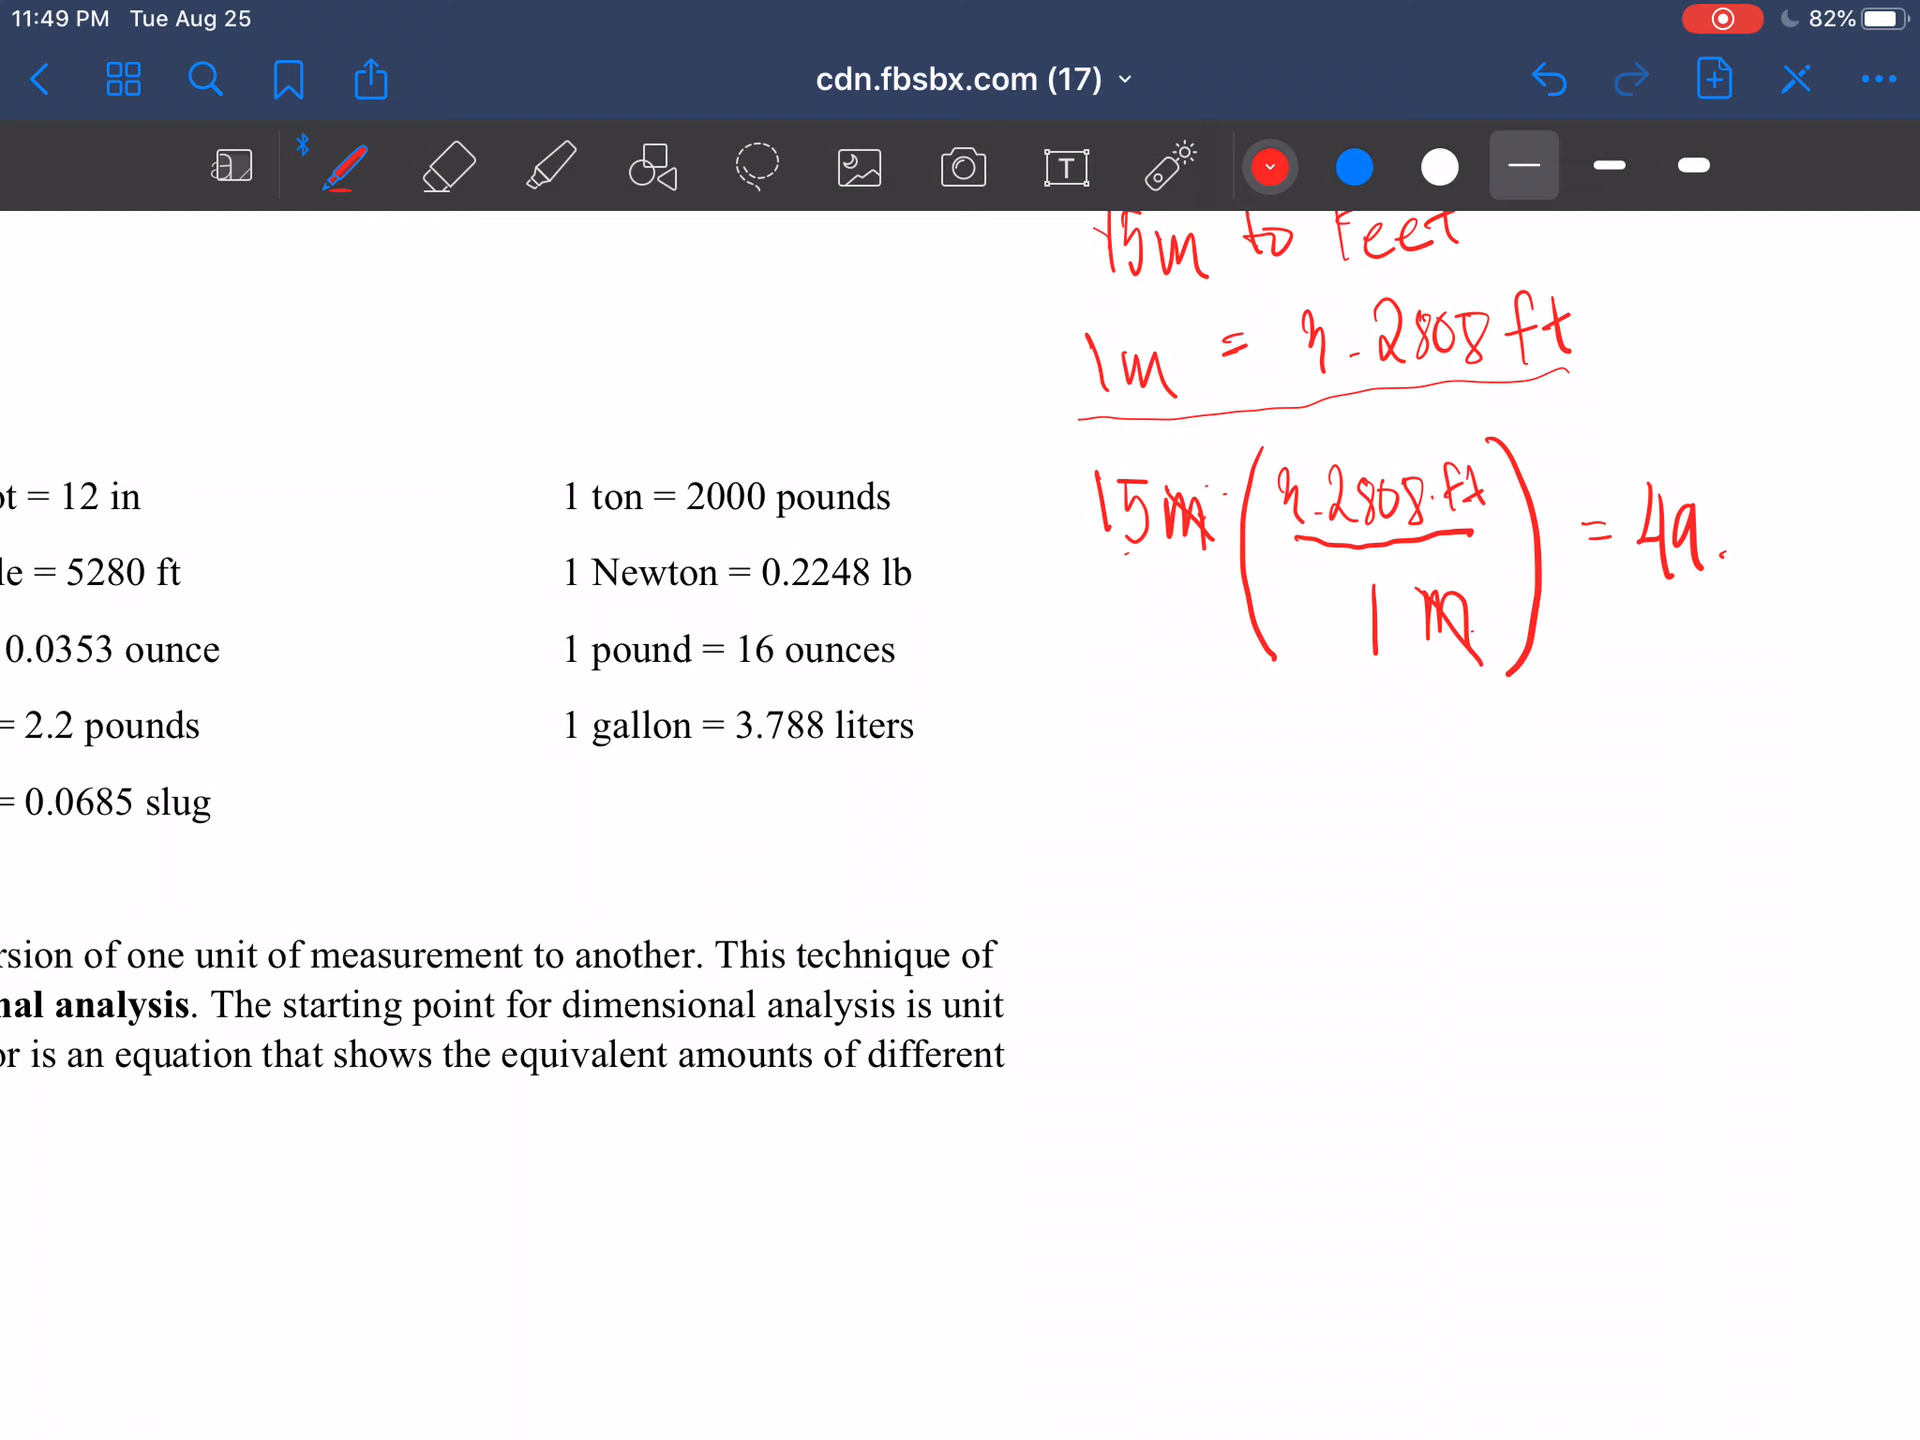 11:49 PM Tue Aug 25
82%
cdn.fbsbx.com (17)
T
15m to Feet
1m = 3.2808 ft
15m (3.2808 ft
1 m) = 49.
ot = 12 in
1 ton = 2000 pounds
le = 5280 ft
1 Newton = 0.2248 lb
0.0353 ounce
1 pound = 16 ounces
= 2.2 pounds
1 gallon = 3.788 liters
= 0.0685 slug
rsion of one unit of measurement to another. This technique of
nal analysis. The starting point for dimensional analysis is unit
or is an equation that shows the equivalent amounts of different